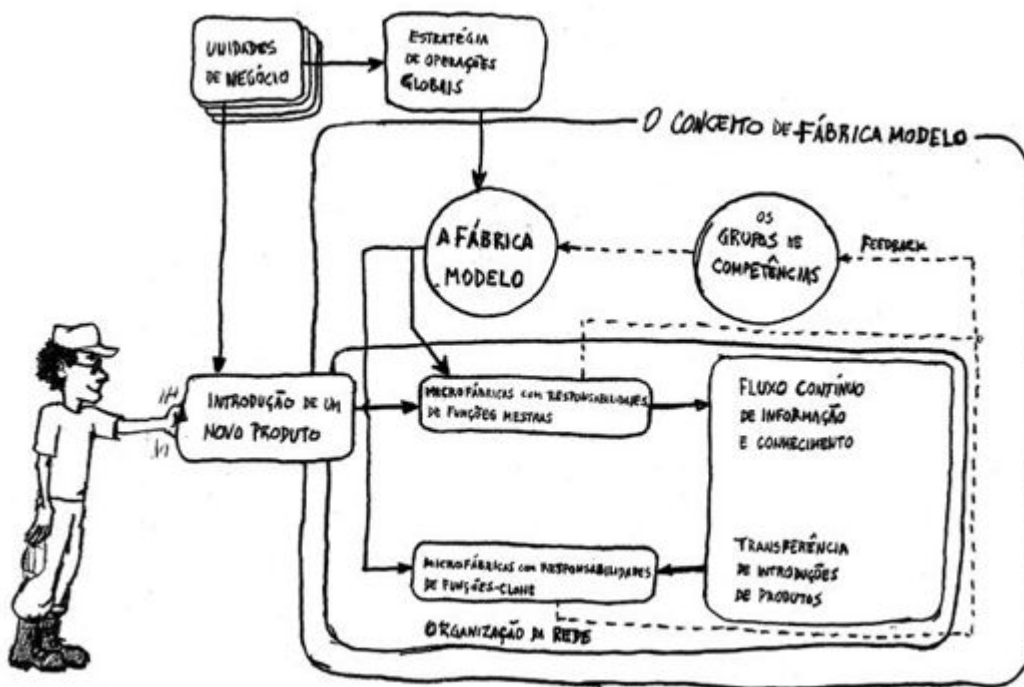 UNIDADES
DE NEGÓCIO
ESTRATÉGIA
DE OPERAÇÕES
GLOBAIS
O CONCEITO DE FÁBRICA MODELO
A FÁBRICA
MODELO
OS
GRUPOS DE
COMPETÊNCIAS
FEEDBACK
INTRODUÇÃO DE UM
NOVO PRODUTO
MICROFÁBRICAS COM RESPONSABILIDADES
DE FUNÇÕES MESTRAS
FLUXO CONTÍNUO
DE INFORMAÇÃO
E CONHECIMENTO
MICROFÁBRICAS COM RESPONSABILIDADES
DE FUNÇÕES-CLONE
TRANSFERÊNCIA
DE INTRODUÇÕES
DE PRODUTOS
ORGANIZAÇÃO DA REDE